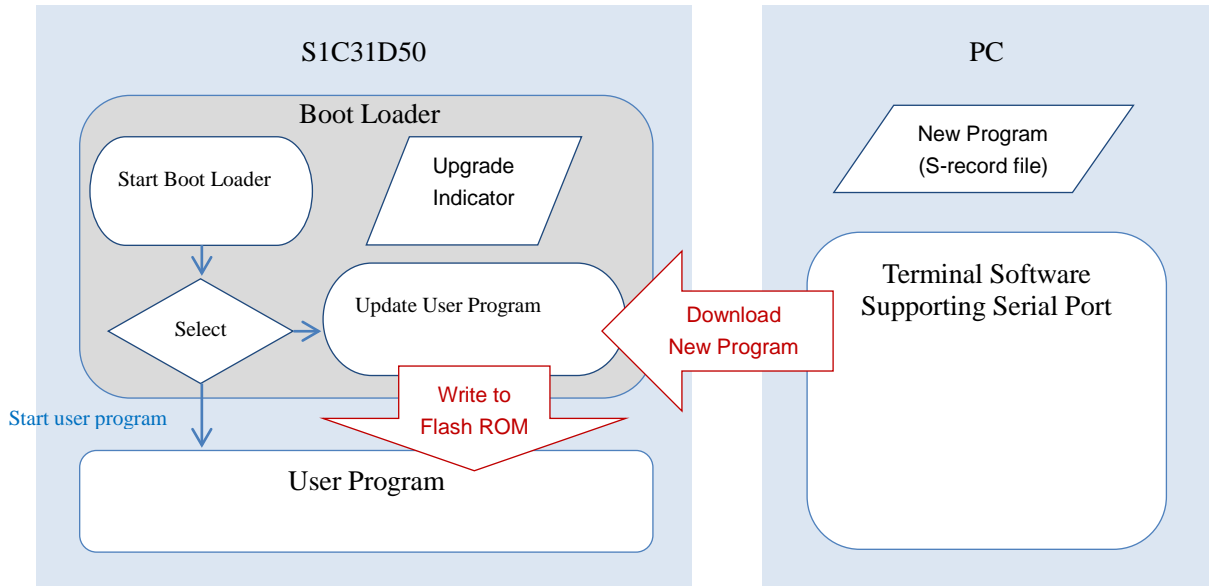 S1C31D50
Boot Loader
Start Boot Loader
Upgrade
Indicator
Select
Update User Program
Start user program
Write to
Flash ROM
User Program
Download
New Program
PC
New Program
(S-record file)
Terminal Software
Supporting Serial Port